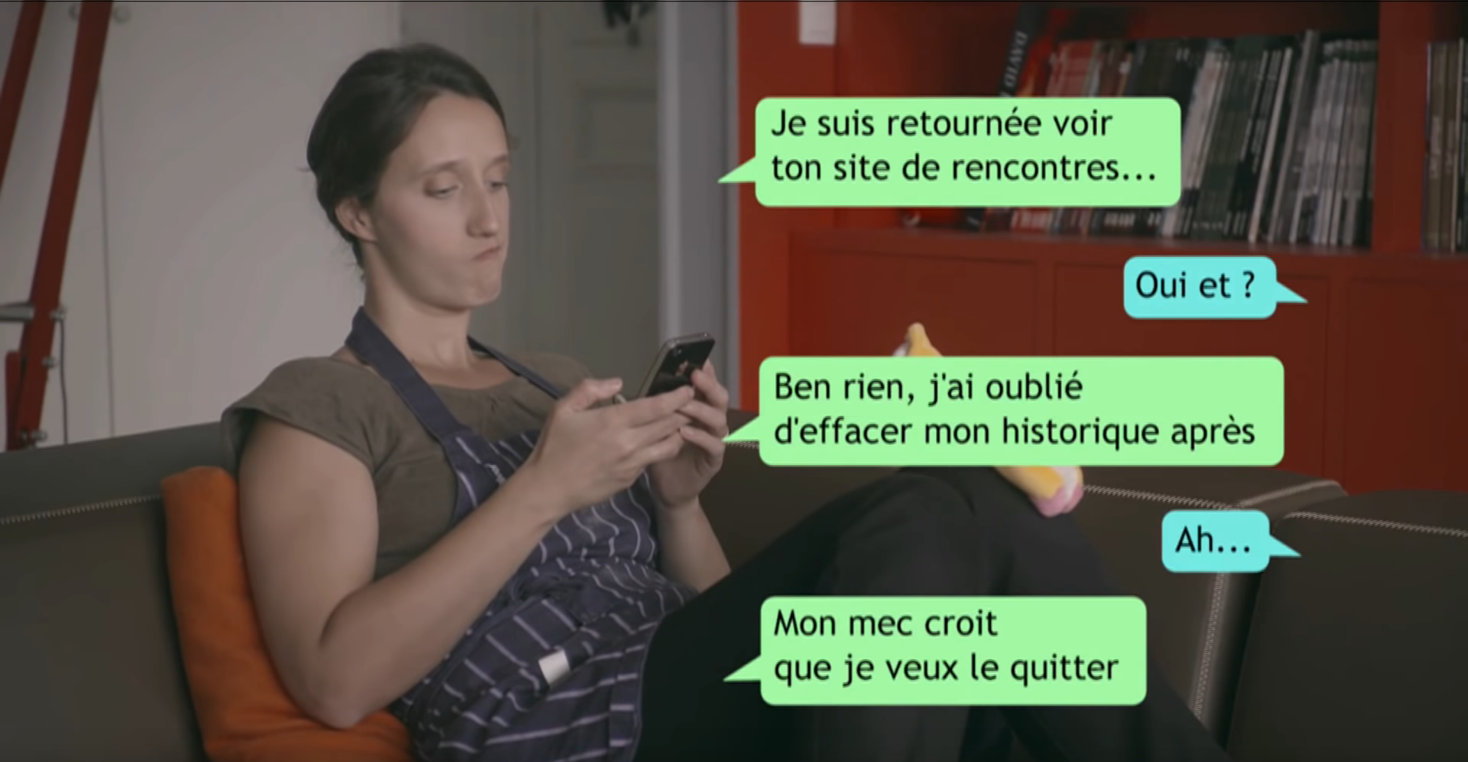 DAVID
Je suis retournée voir
ton site de rencontres...
Oui et ?
Ben rien, j'ai oublié
d'effacer mon historique après
Ah...
Mon mec croit
que je veux le quitter